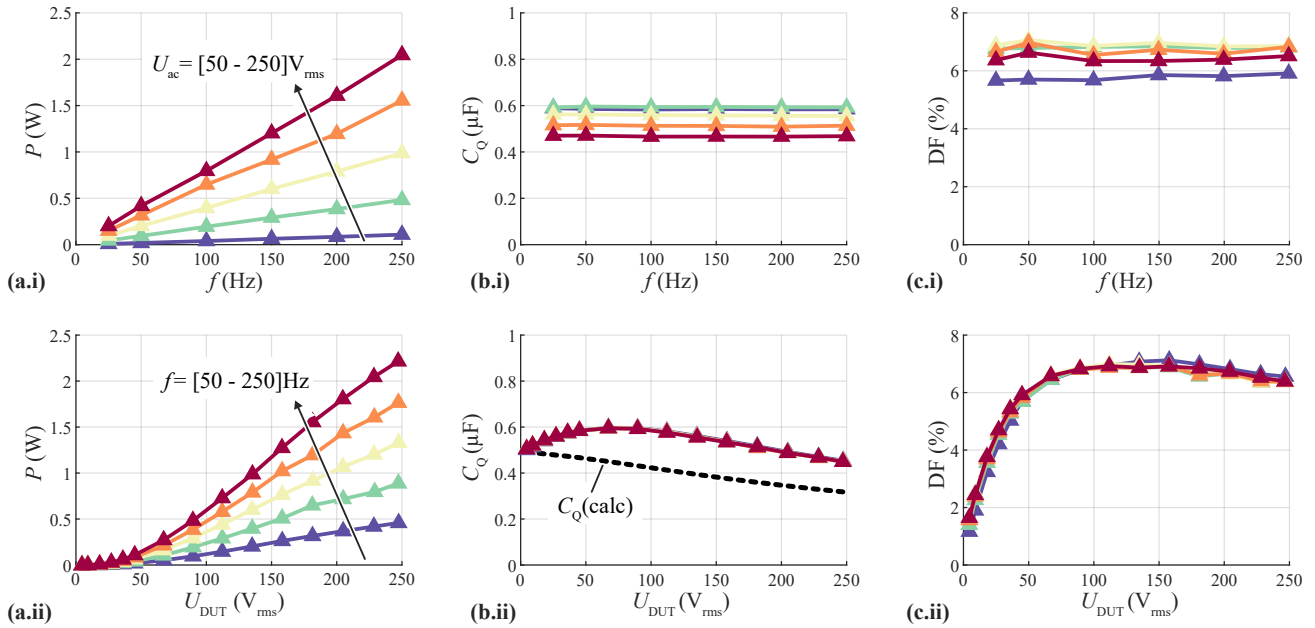 2.5
2
1.5
1
0.5
0
P (W)
U_ac = [50 - 250]V_rms
0 50 100 150 200 250
f (Hz)
(a.i)
1
0.8
0.6
0.4
0.2
0
C_Q (µF)
0 50 100 150 200 250
f (Hz)
(b.i)
8
6
4
2
0
DF (%)
0 50 100 150 200 250
f (Hz)
(c.i)
2.5
2
1.5
1
0.5
0
P (W)
f = [50 - 250]Hz
0 50 100 150 200 250
U_DUT (V_rms)
(a.ii)
1
0.8
0.6
0.4
0.2
0
C_Q (µF)
C_Q(calc)
0 50 100 150 200 250
U_DUT (V_rms)
(b.ii)
8
6
4
2
0
DF (%)
0 50 100 150 200 250
U_DUT (V_rms)
(c.ii)